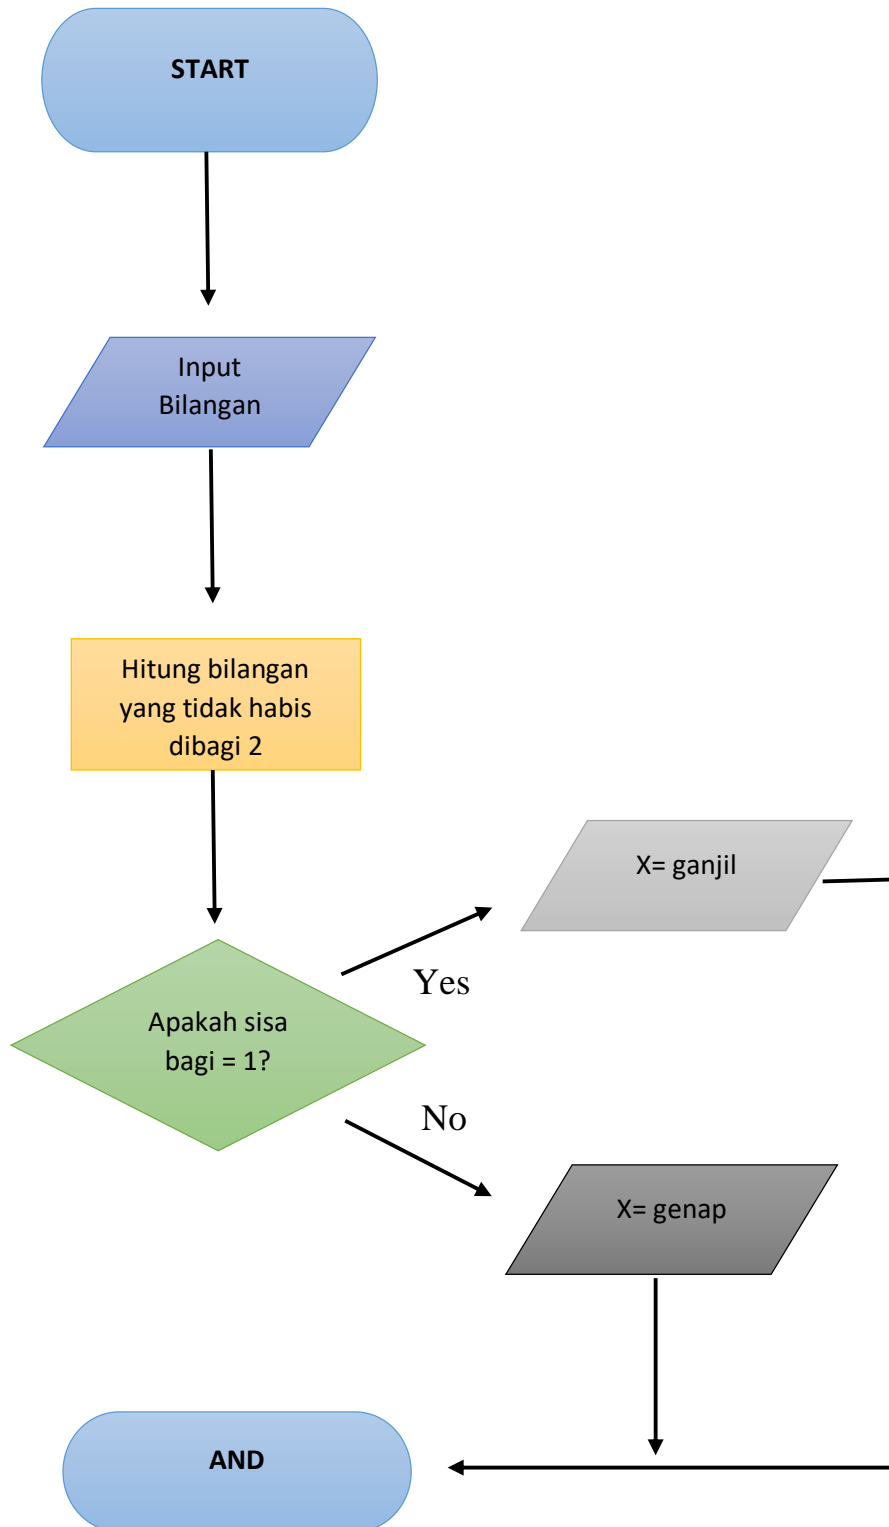 START
Input
Bilangan
Hitung bilangan
yang tidak habis
dibagi 2
X= ganjil
Yes
Apakah sisa
bagi = 1?
No
X= genap
AND